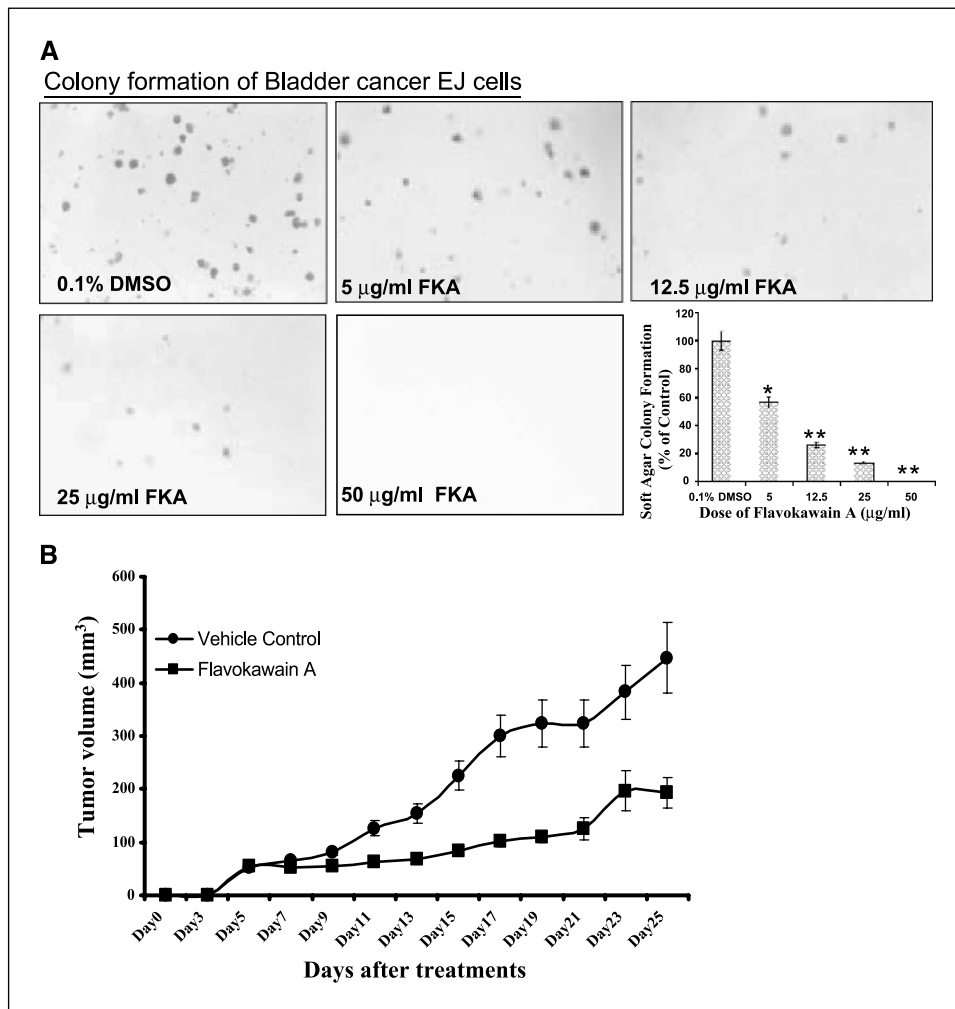 A
Colony formation of Bladder cancer EJ cells
0.1% DMSO
5 μg/ml FKA
12.5 μg/ml FKA
25 μg/ml FKA
50 μg/ml FKA
Soft Agar Colony Formation
(% of Control)
120
100
80
60
40
20
0
*
**
**
**
0.1% DMSO 5 12.5 25 50
Dose of Flavokawain A (μg/ml)
B
Tumor volume (mm³)
600
500
400
300
200
100
0
Vehicle Control
Flavokawain A
Day0 Day3 Day5 Day7 Day9 Day11 Day13 Day15 Day17 Day19 Day21 Day23 Day25
Days after treatments